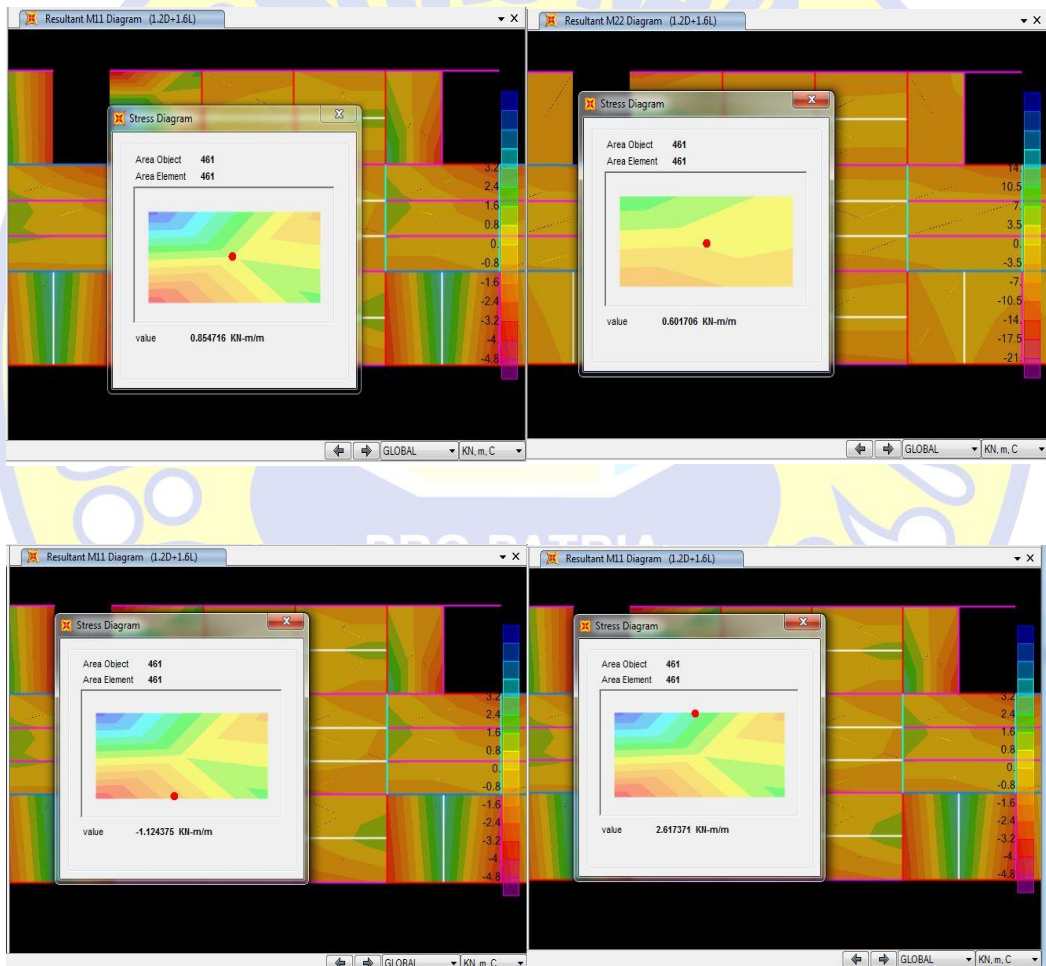 Resultant M11 Diagram (1.2D+1.6L)
X
Stress Diagram
X
Area Object 461
Area Element 461
value 0.854716 KN-m/m
3.2
2.4
1.6
0.8
0.
-0.8
-1.6
-2.4
-3.2
-4.
-4.8
GLOBAL
KN, m, C
Resultant M22 Diagram (1.2D+1.6L)
X
Stress Diagram
X
Area Object 461
Area Element 461
value 0.601706 KN-m/m
14.
10.5
7.
3.5
0.
-3.5
-7.
-10.5
-14.
-17.5
-21.
GLOBAL
KN, m, C
PRO PATRIA
Resultant M11 Diagram (1.2D+1.6L)
X
Stress Diagram
X
Area Object 461
Area Element 461
value -1.124375 KN-m/m
3.2
2.4
1.6
0.8
0.
-0.8
-1.6
-2.4
-3.2
-4.
-4.8
GLOBAL
KN, m, C
Resultant M11 Diagram (1.2D+1.6L)
X
Stress Diagram
X
Area Object 461
Area Element 461
value 2.617371 KN-m/m
3.2
2.4
1.6
0.8
0.
-0.8
-1.6
-2.4
-3.2
-4.
-4.8
GLOBAL
KN, m, C